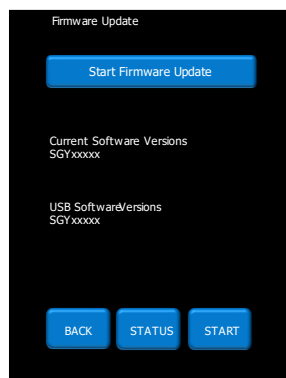 Firmware Update
Start Firmware Update
Current Software Versions
SGYxxxxx
USB SoftwareVersions
SGYxxxxx
BACK STATUS START